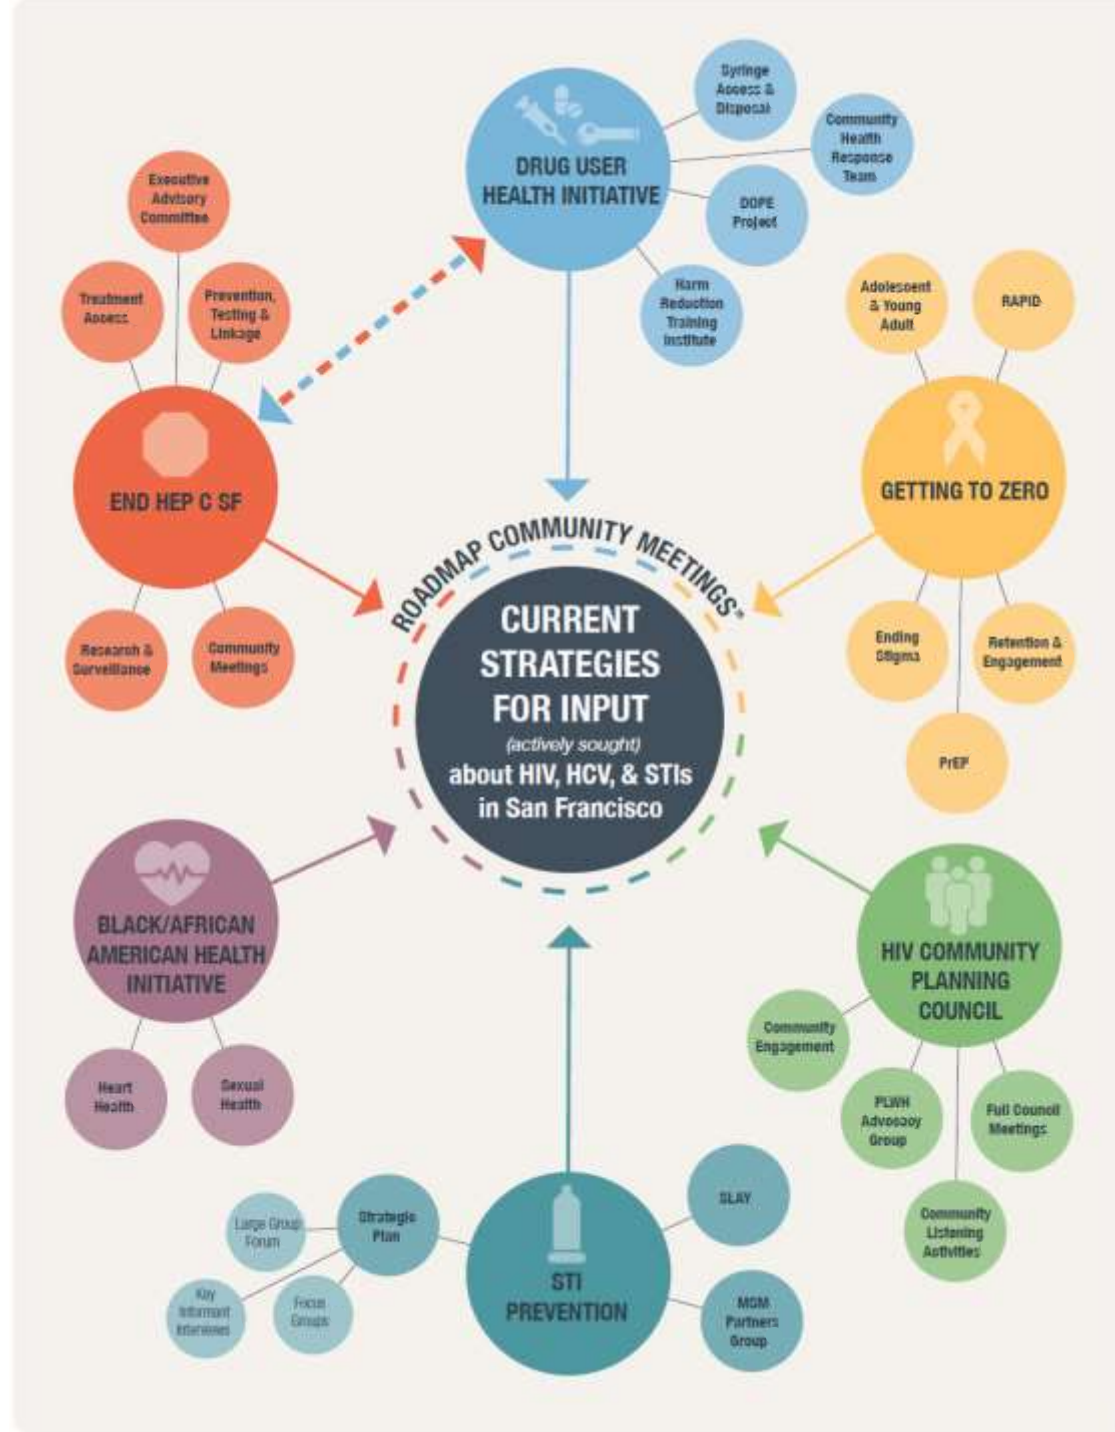 Syringe
Access &
Disposal
Community
Health
Response
Team
DRUG USER
HEALTH INITIATIVE
DOPE
Project
Harm
Reduction
Training
Institute
Executive
Advisory
Committee
Treatment
Access
Prevention,
Testing &
Linkage
END HEP C SF
Research &
Surveillance
Community
Meetings
Adolescent
& Young
Adult
RAPID
GETTING TO ZERO
Ending
Stigma
Retention &
Engagement
PrEP
ROADMAP COMMUNITY MEETINGS"
CURRENT
STRATEGIES
FOR INPUT
(actively sought)
about HIV, HCV, & STIs
in San Francisco
BLACK/AFRICAN
AMERICAN HEALTH
INITIATIVE
Heart
Health
Sexual
Health
HIV COMMUNITY
PLANNING
COUNCIL
Community
Engagement
PLWH
Advocacy
Group
Full Council
Meetings
Community
Listening
Activities
STI
PREVENTION
Strategic
Plan
Large Group
Forum
Key
Informant
Interviews
Focus
Groups
SLAY
MSM
Partners
Group